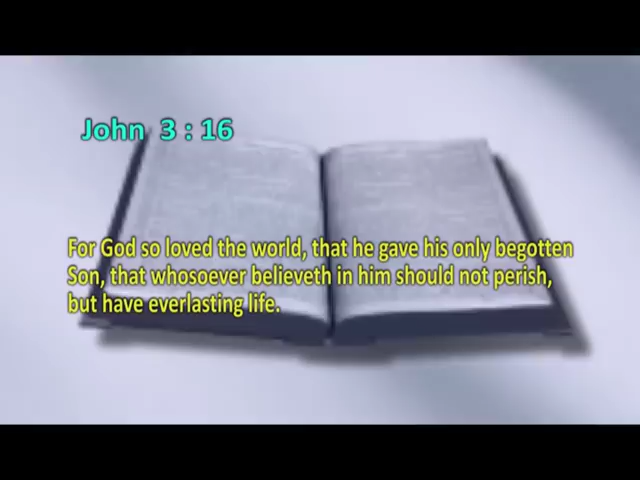 John 3 : 16
For God so loved the world, that he gave his only begotten
Son, that whosoever believeth in him should not perish,
but have everlasting life.